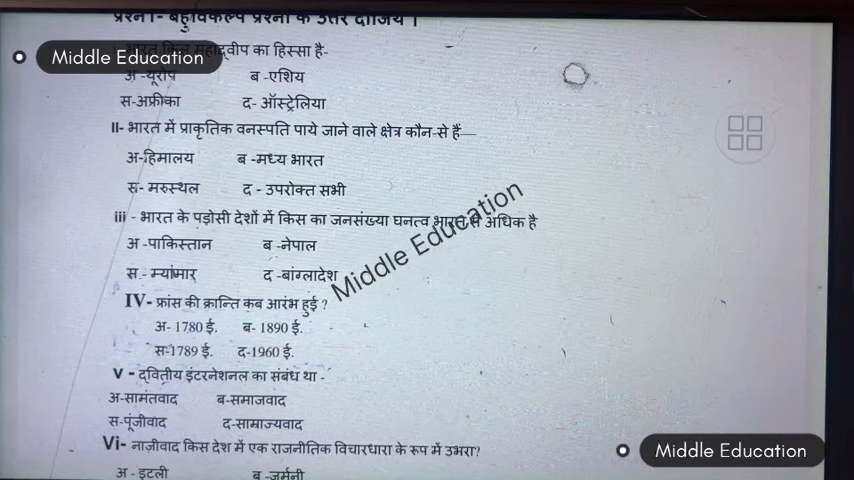 प्रश्न I- बहुविकल्प प्रश्नों के उत्तर दीजिये ।
Middle Education
महाद्वीप का हिस्सा है-
अ -यूरोप ब -एशिय
स-अफ्रीका द- ऑस्ट्रेलिया
II- भारत में प्राकृतिक वनस्पति पाये जाने वाले क्षेत्र कौन-से हैं—
अ-हिमालय ब -मध्य भारत
स- मरुस्थल द - उपरोक्त सभी
iii - भारत के पड़ोसी देशों में किस का जनसंख्या घनत्व भारत से अधिक है
अ -पाकिस्तान ब -नेपाल
स - म्यांमार द -बांग्लादेश
Middle Education
IV- फ्रांस की क्रान्ति कब आरंभ हुई ?
अ- 1780 ई. ब- 1890 ई.
स-1789 ई. द-1960 ई.
V - द्वितीय इंटरनेशनल का संबंध था -
अ-सामंतवाद ब-समाजवाद
स-पूंजीवाद द-साम्राज्यवाद
Vi- नाज़ीवाद किस देश में एक राजनीतिक विचारधारा के रूप में उभरा?
Middle Education
अ - इटली ब -जर्मनी